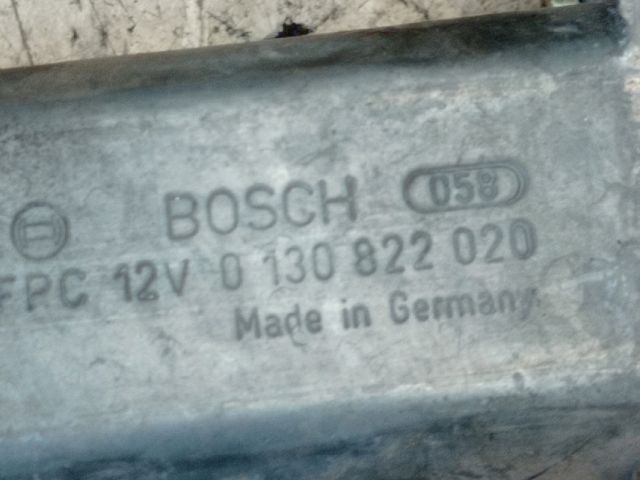 BOSCH 058
FPC 12V 0 130 822 020
Made in Germany